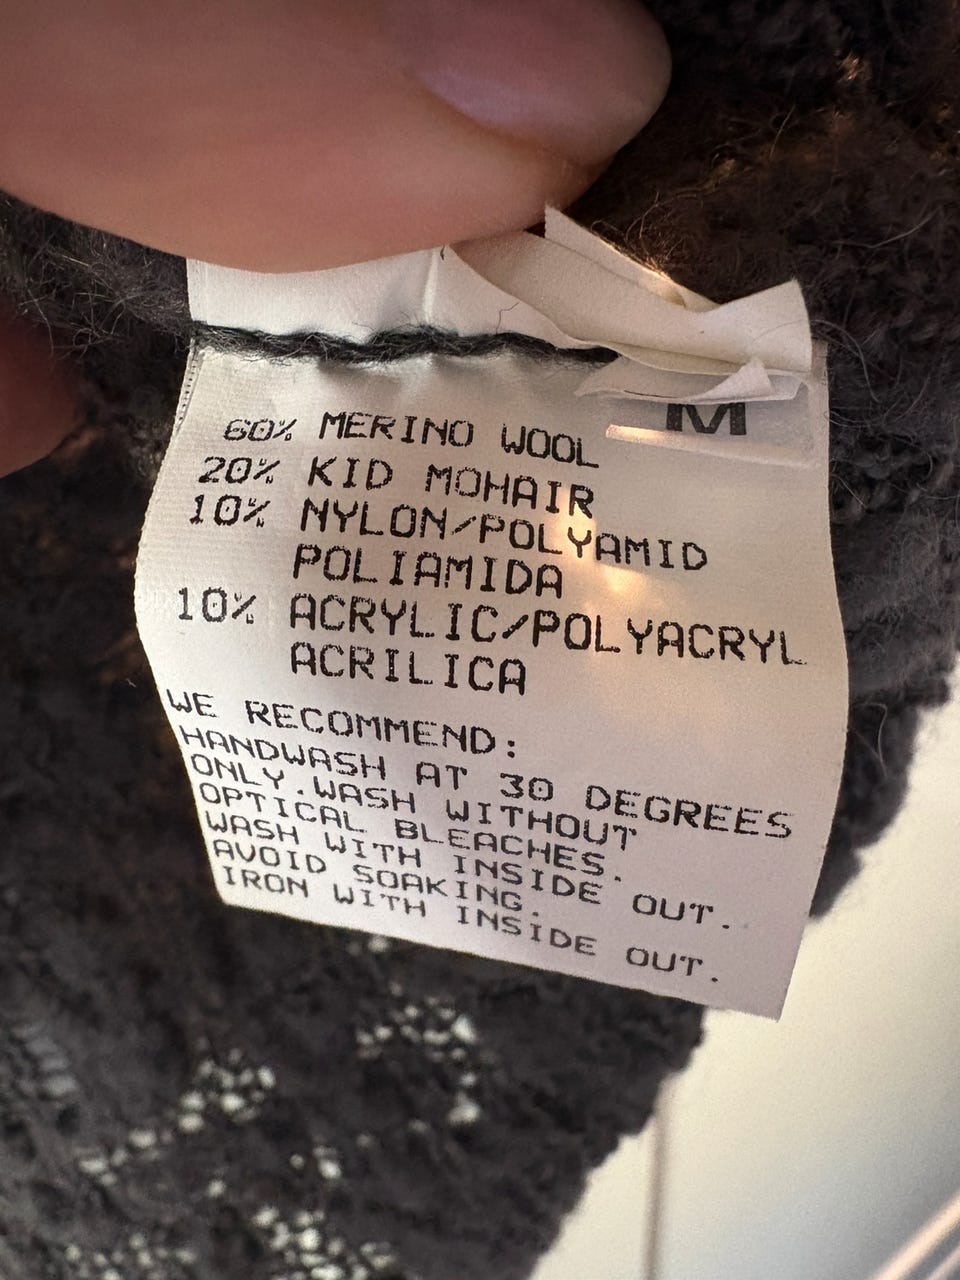 M
60% MERINO WOOL
20% KID MOHAIR
10% NYLON/POLYAMID
POLIAMIDA
10% ACRYLIC/POLYACRYL
ACRILICA
WE RECOMMEND:
HANDWASH AT 30 DEGREES
ONLY.WASH WITHOUT
OPTICAL BLEACHES.
WASH WITH INSIDE OUT.
AVOID SOAKING.
IRON WITH INSIDE OUT.